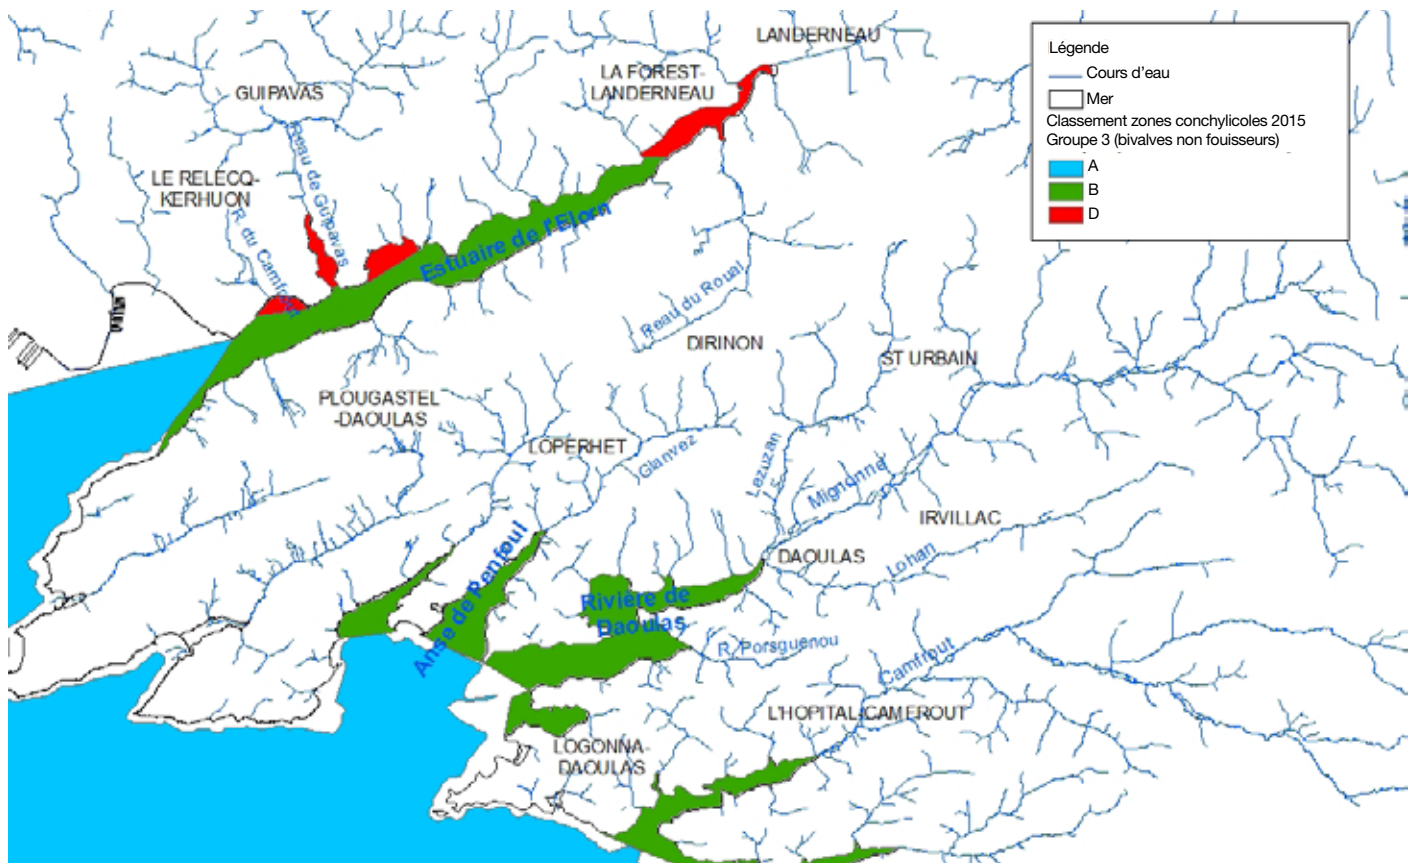 LANDERNEAU
LA FOREST-
LANDERNEAU
GUIPAVAS
Reau de Guipavas
LE RELECQ-
KERHUON
R. du Camfrout
Estuaire de l'Elorn
Reau du Roual
DIRINON
ST URBAIN
PLOUGASTEL
-DAOULAS
LOPERHET
Glanvez
Lezuzan
Mignonne
IRVILLAC
DAOULAS
Lohan
Anse de Penfoul
Rivière de
Daoulas
R. Porsguenou
Camfrout
L'HOPITAL-CAMFROUT
LOGONNA-
DAOULAS
Légende
Cours d'eau
Mer
Classement zones conchylicoles 2015
Groupe 3 (bivalves non fouisseurs)
A
B
D